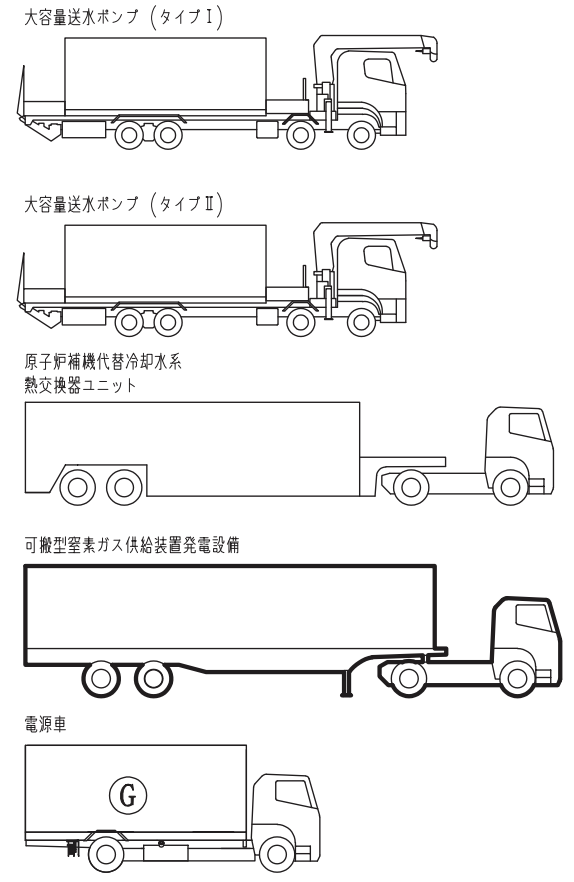 大容量送水ポンプ（タイプⅠ）
大容量送水ポンプ（タイプⅡ）
原子炉補機代替冷却水系
熱交換器ユニット
可搬型窒素ガス供給装置発電設備
電源車
G